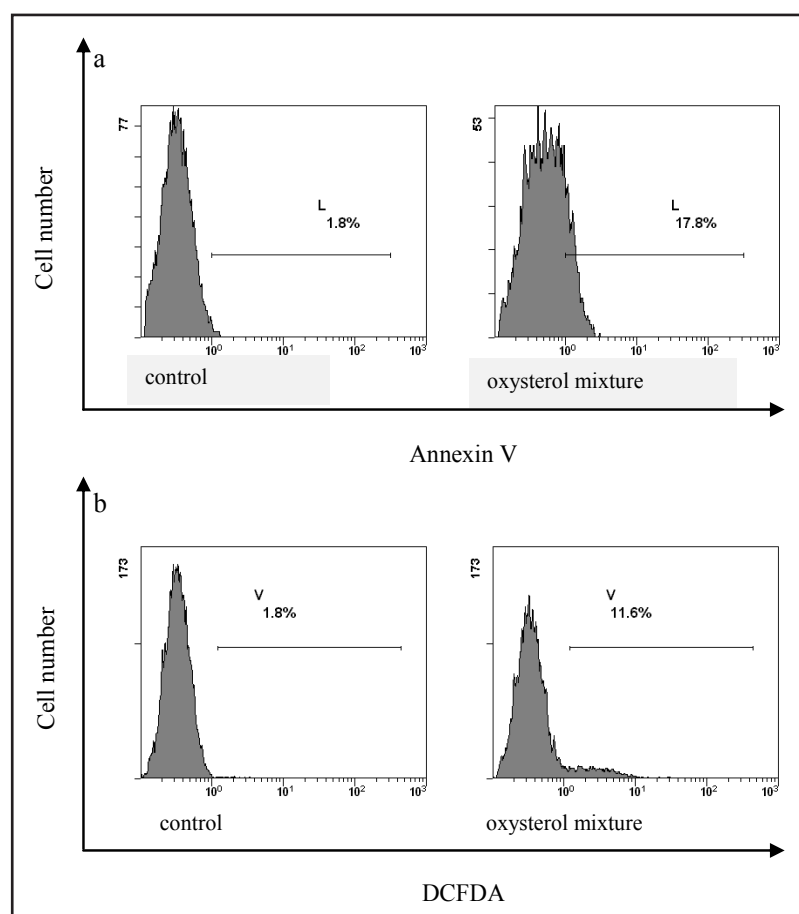 a
77
L
1.8%
10⁰ 10¹ 10² 10³
control
53
L
17.8%
10⁰ 10¹ 10² 10³
oxysterol mixture
Cell number
Annexin V
b
173
V
1.8%
10⁰ 10¹ 10² 10³
control
173
V
11.6%
10⁰ 10¹ 10² 10³
oxysterol mixture
Cell number
DCFDA